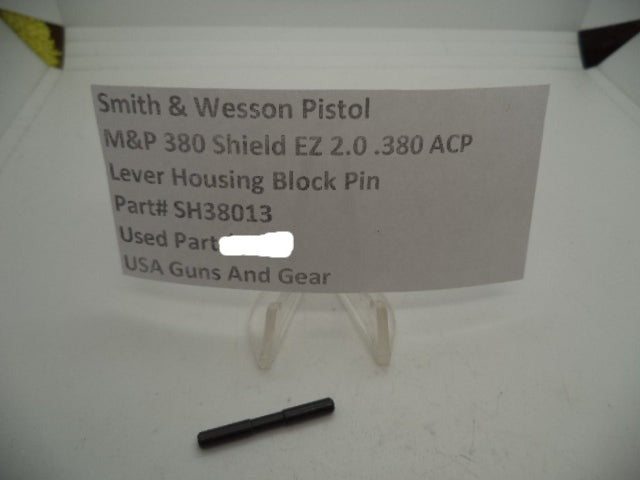 Smith & Wesson Pistol
M&P 380 Shield EZ 2.0 .380 ACP
Lever Housing Block Pin
Part# SH38013
Used Part
USA Guns And Gear